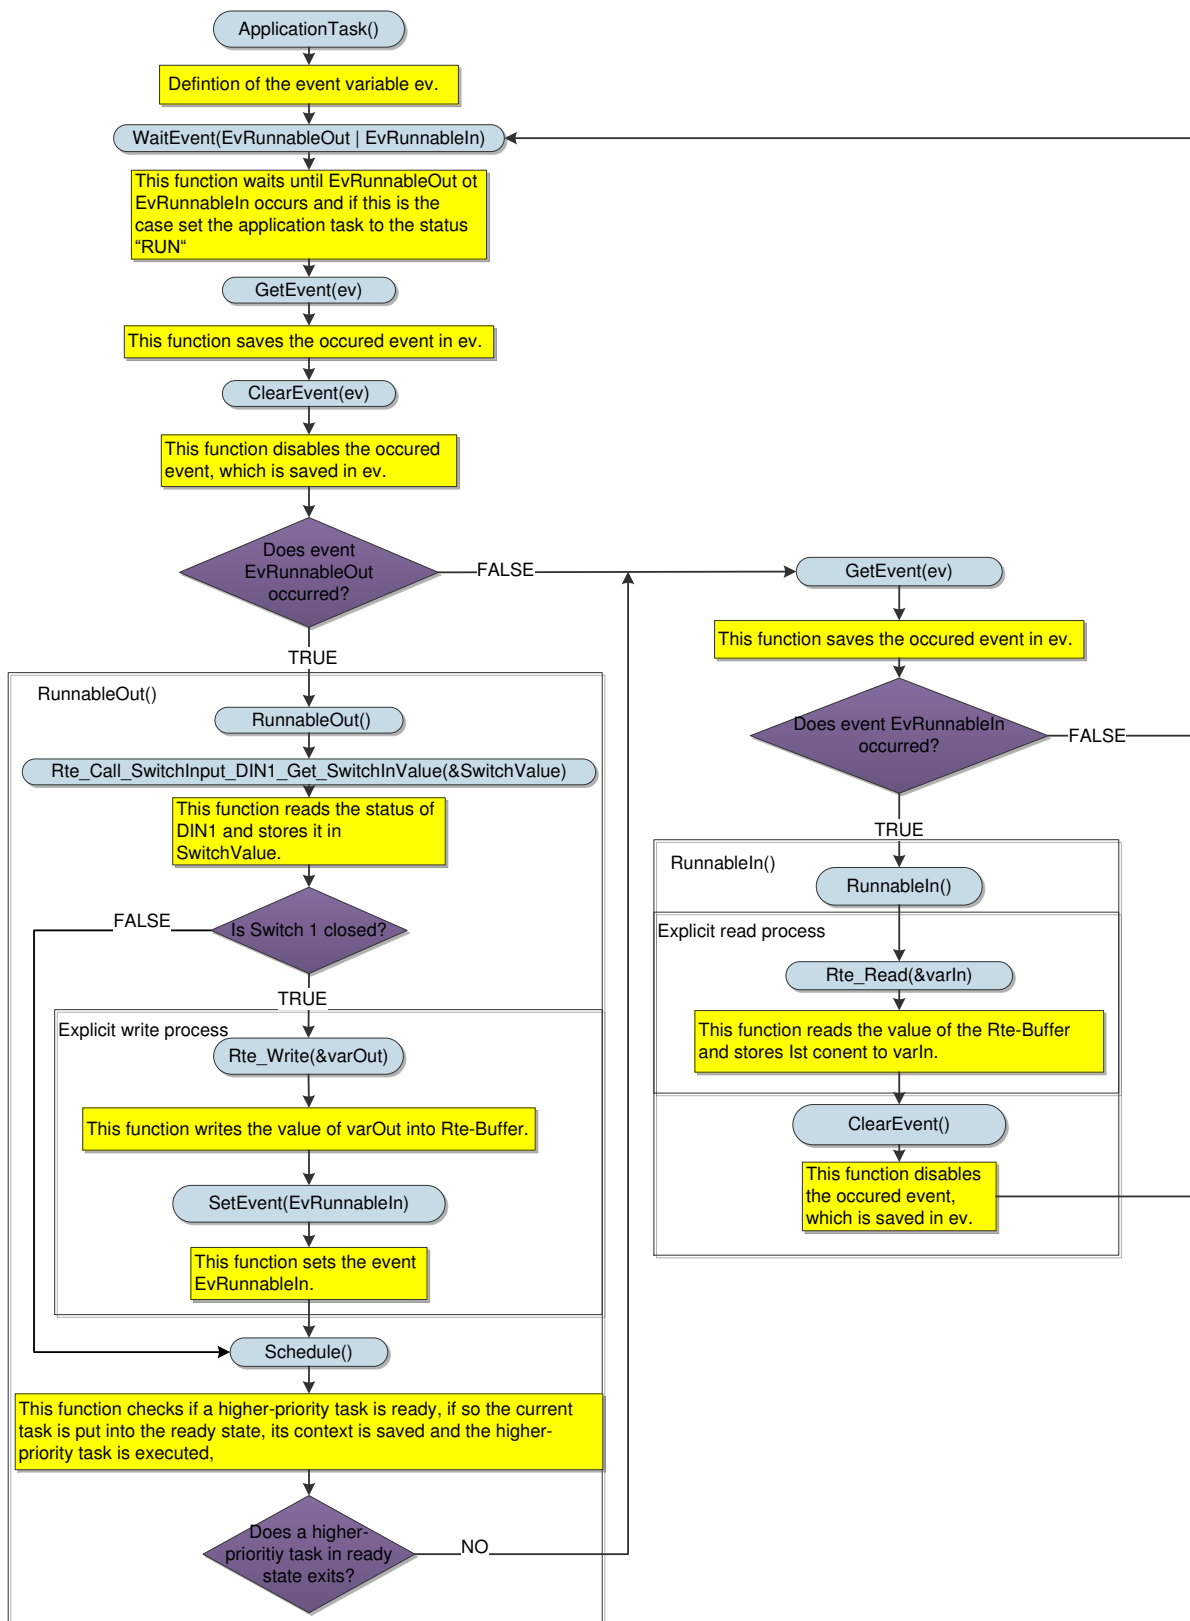 ApplicationTask()
Defintion of the event variable ev.
WaitEvent(EvRunnableOut | EvRunnableIn)
This function waits until EvRunnableOut ot
EvRunnableIn occurs and if this is the
case set the application task to the status
“RUN“
GetEvent(ev)
This function saves the occured event in ev.
ClearEvent(ev)
This function disables the occured
event, which is saved in ev.
Does event
EvRunnableOut
occurred?
FALSE
TRUE
RunnableOut()
RunnableOut()
Rte_Call_SwitchInput_DIN1_Get_SwitchInValue(&SwitchValue)
This function reads the status of
DIN1 and stores it in
SwitchValue.
Is Switch 1 closed?
FALSE
TRUE
Explicit write process
Rte_Write(&varOut)
This function writes the value of varOut into Rte-Buffer.
SetEvent(EvRunnableIn)
This function sets the event
EvRunnableIn.
Schedule()
This function checks if a higher-priority task is ready, if so the current
task is put into the ready state, its context is saved and the higher-
priority task is executed,
Does a higher-
prioritiy task in ready
state exits?
NO
GetEvent(ev)
This function saves the occured event in ev.
Does event EvRunnableIn
occurred?
FALSE
TRUE
RunnableIn()
RunnableIn()
Explicit read process
Rte_Read(&varIn)
This function reads the value of the Rte-Buffer
and stores Ist conent to varIn.
ClearEvent()
This function disables
the occured event,
which is saved in ev.